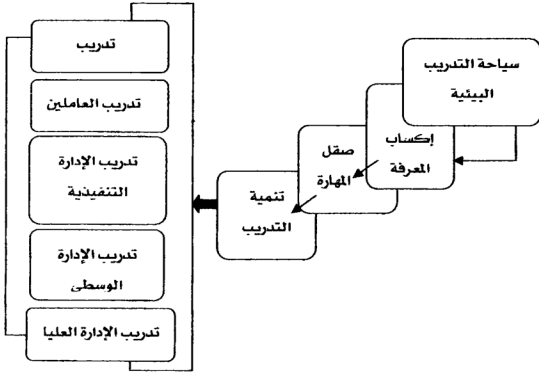 سياحة التدريب
البيئية
إكساب
المعرفة
صقل
المهارة
تنمية
التدريب
تدريب
تدريب العاملين
تدريب الإدارة
التنفيذية
تدريب الإدارة
الوسطى
تدريب الإدارة العليا